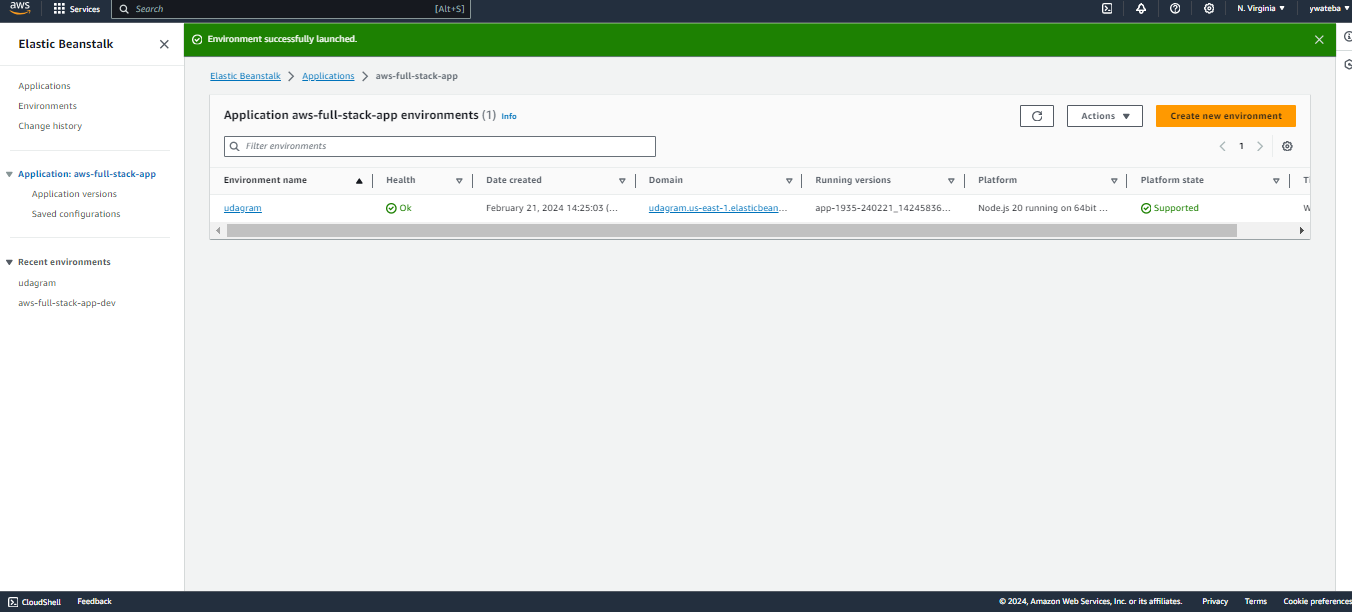 aws Services Search [Alt+S] N. Virginia ywateba
Elastic Beanstalk
Applications
Environments
Change history
Application: aws-full-stack-app
Application versions
Saved configurations
Recent environments
udagram
aws-full-stack-app-dev
Environment successfully launched.
Elastic Beanstalk Applications aws-full-stack-app
Application aws-full-stack-app environments (1) Info Actions Create new environment
Filter environments 1
Environment name Health Date created Domain Running versions Platform Platform state
udagram Ok February 21, 2024 14:25:03 (... udagram.us-east-1.elasticbean... app-1935-240221_14245836... Node.js 20 running on 64bit ... Supported
CloudShell Feedback © 2024, Amazon Web Services, Inc. or its affiliates. Privacy Terms Cookie preferences